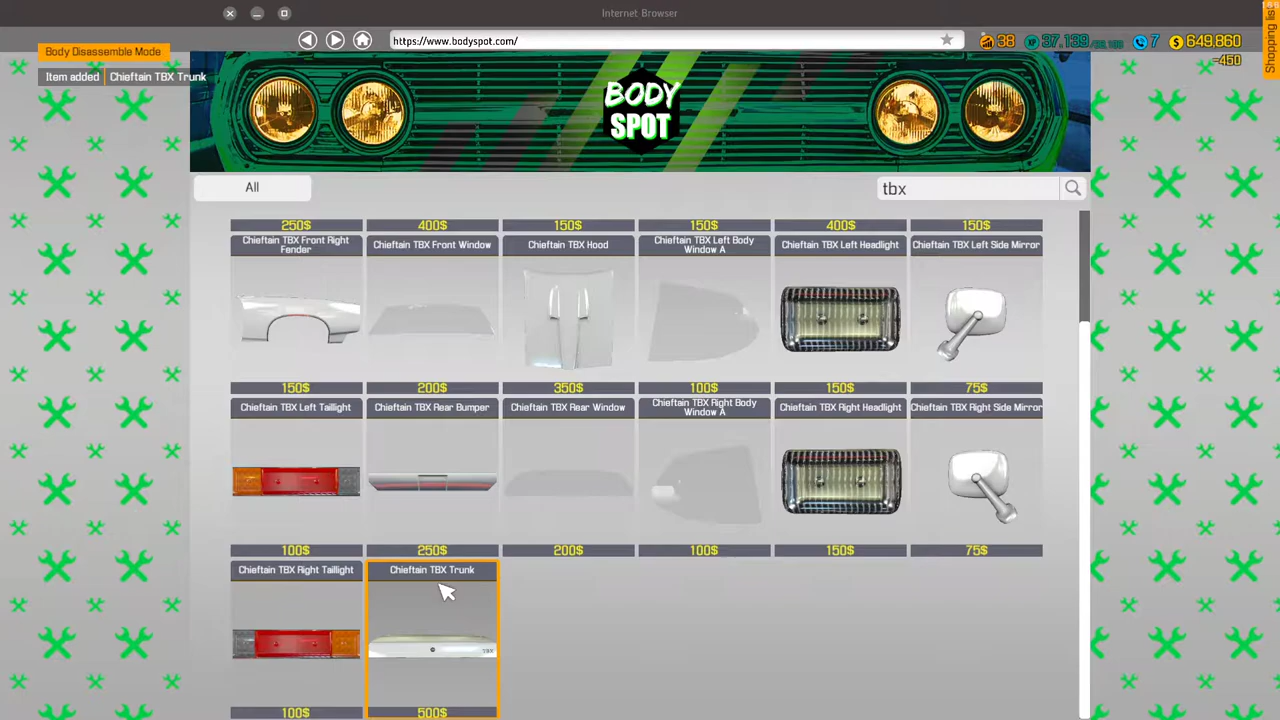 Internet Browser
https://www.bodyspot.com/
Body Disassemble Mode
Item added Chieftain TBX Trunk
38
7
649.860
-450
Shopping list
BODY
SPOT
All
tbx
250$ 400$ 150$ 150$ 400$ 150$
Chieftain TBX Front Right
Fender
Chieftain TBX Front Window
Chieftain TBX Hood
Chieftain TBX Left Body
Window A
Chieftain TBX Left Headlight
Chieftain TBX Left Side Mirror
150$ 200$ 350$ 100$ 150$ 75$
Chieftain TBX Left Taillight
Chieftain TBX Rear Bumper
Chieftain TBX Rear Window
Chieftain TBX Right Body
Window A
Chieftain TBX Right Headlight
Chieftain TBX Right Side Mirror
100$ 250$ 200$ 100$ 150$ 75$
Chieftain TBX Right Taillight
Chieftain TBX Trunk
TBX
100$ 500$